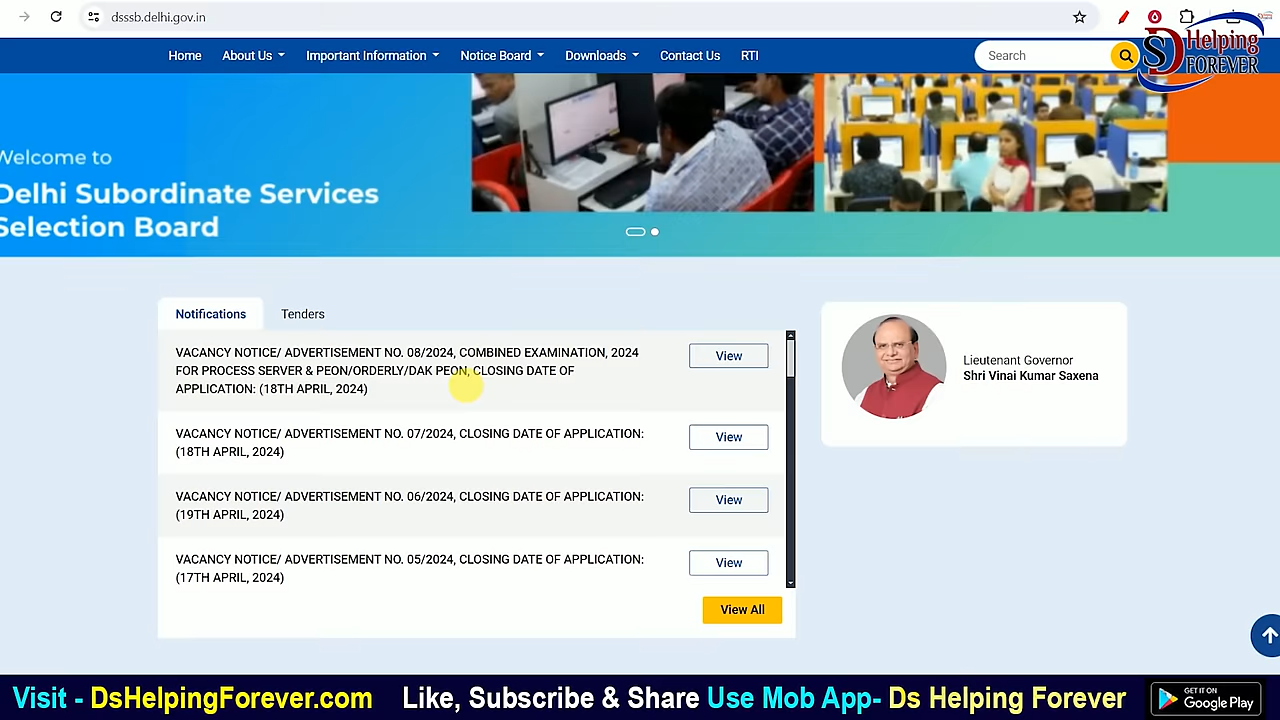 dsssb.delhi.gov.in
Home About Us Important Information Notice Board Downloads Contact Us RTI Search
SD Helping FOREVER
Welcome to
Delhi Subordinate Services
Selection Board
Notifications Tenders
VACANCY NOTICE/ ADVERTISEMENT NO. 08/2024, COMBINED EXAMINATION, 2024
FOR PROCESS SERVER & PEON/ORDERLY/DAK PEON, CLOSING DATE OF
APPLICATION: (18TH APRIL, 2024)
View
VACANCY NOTICE/ ADVERTISEMENT NO. 07/2024, CLOSING DATE OF APPLICATION:
(18TH APRIL, 2024)
View
VACANCY NOTICE/ ADVERTISEMENT NO. 06/2024, CLOSING DATE OF APPLICATION:
(19TH APRIL, 2024)
View
VACANCY NOTICE/ ADVERTISEMENT NO. 05/2024, CLOSING DATE OF APPLICATION:
(17TH APRIL, 2024)
View
View All
Lieutenant Governor
Shri Vinai Kumar Saxena
Visit - DsHelpingForever.com Like, Subscribe & Share Use Mob App- Ds Helping Forever
GET IT ON
Google Play